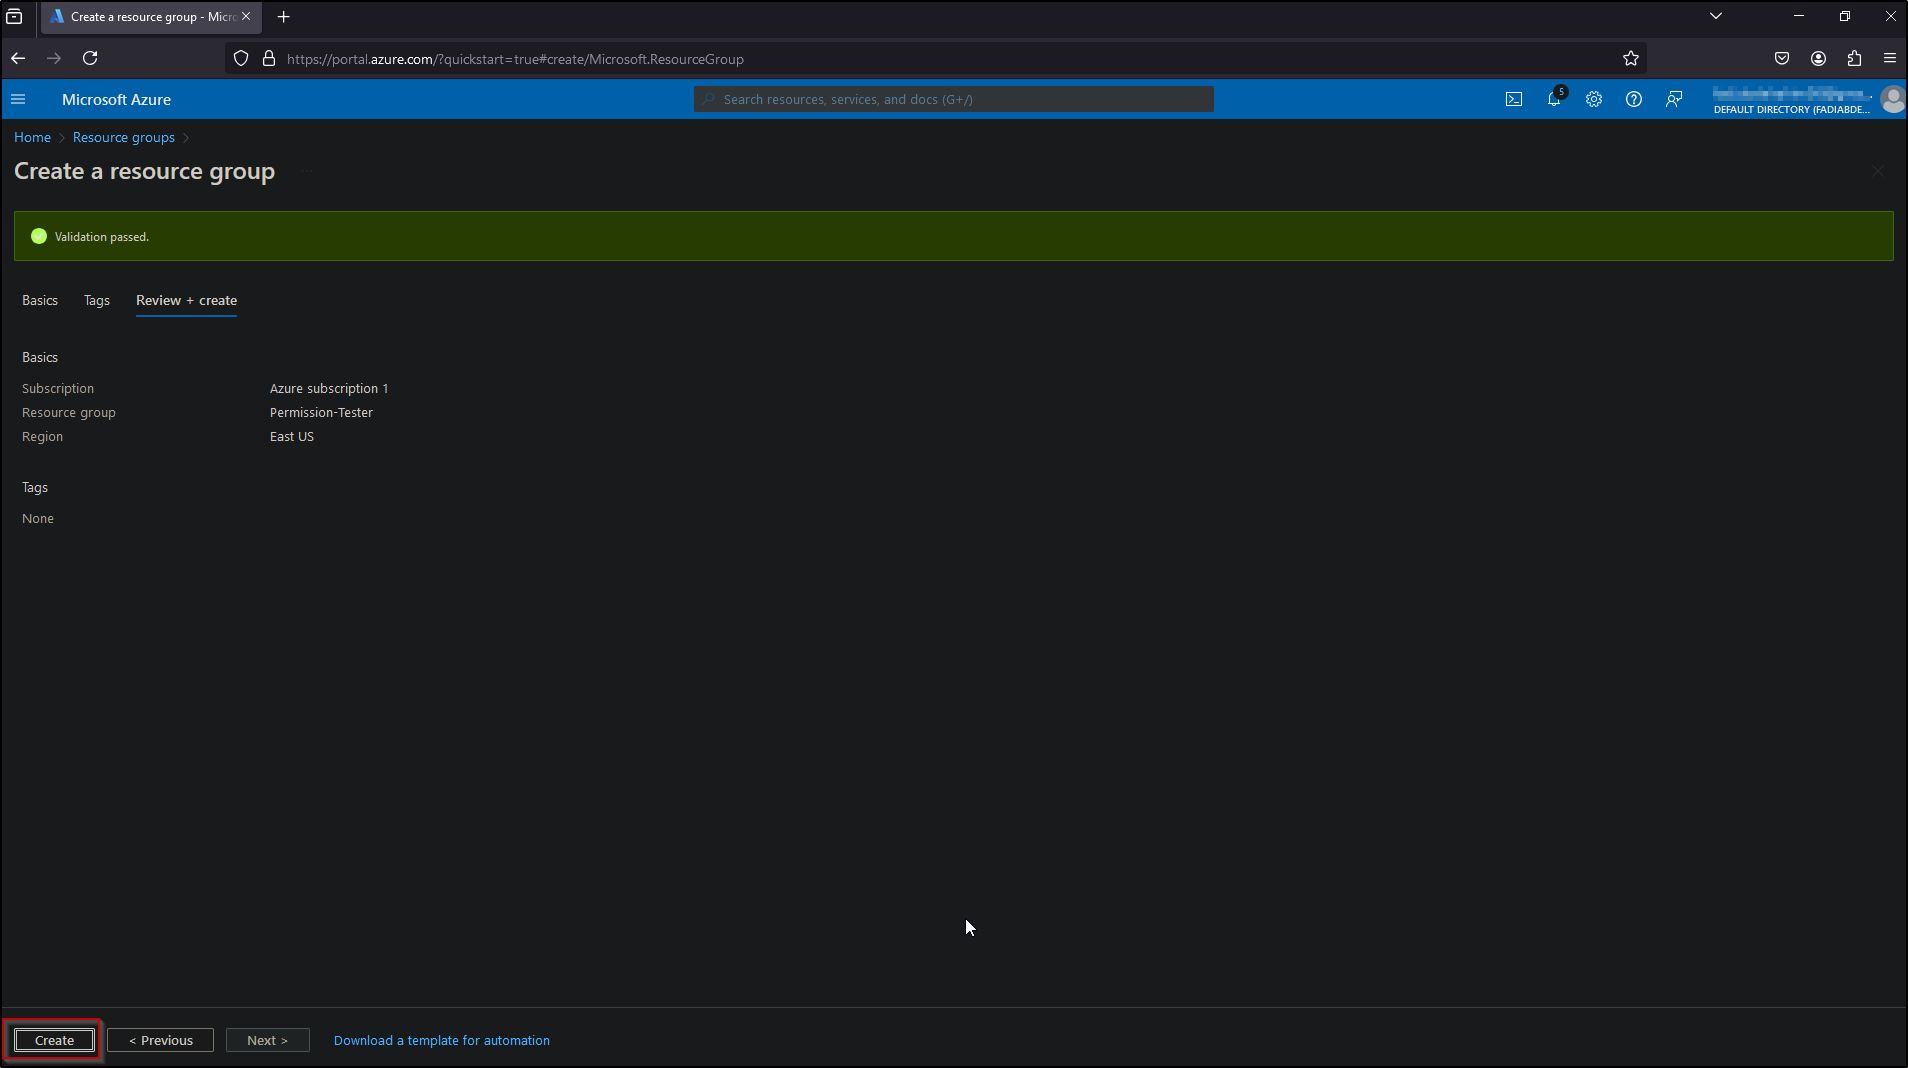 Create a resource group - Micro
https://portal.azure.com/?quickstart=true#create/Microsoft.ResourceGroup
Microsoft Azure
Search resources, services, and docs (G+/)
5
DEFAULT DIRECTORY (FADIABDE...
Home > Resource groups >
Create a resource group ...
Validation passed.
Basics Tags Review + create
Basics
Subscription Azure subscription 1
Resource group Permission-Tester
Region East US
Tags
None
Create < Previous Next > Download a template for automation